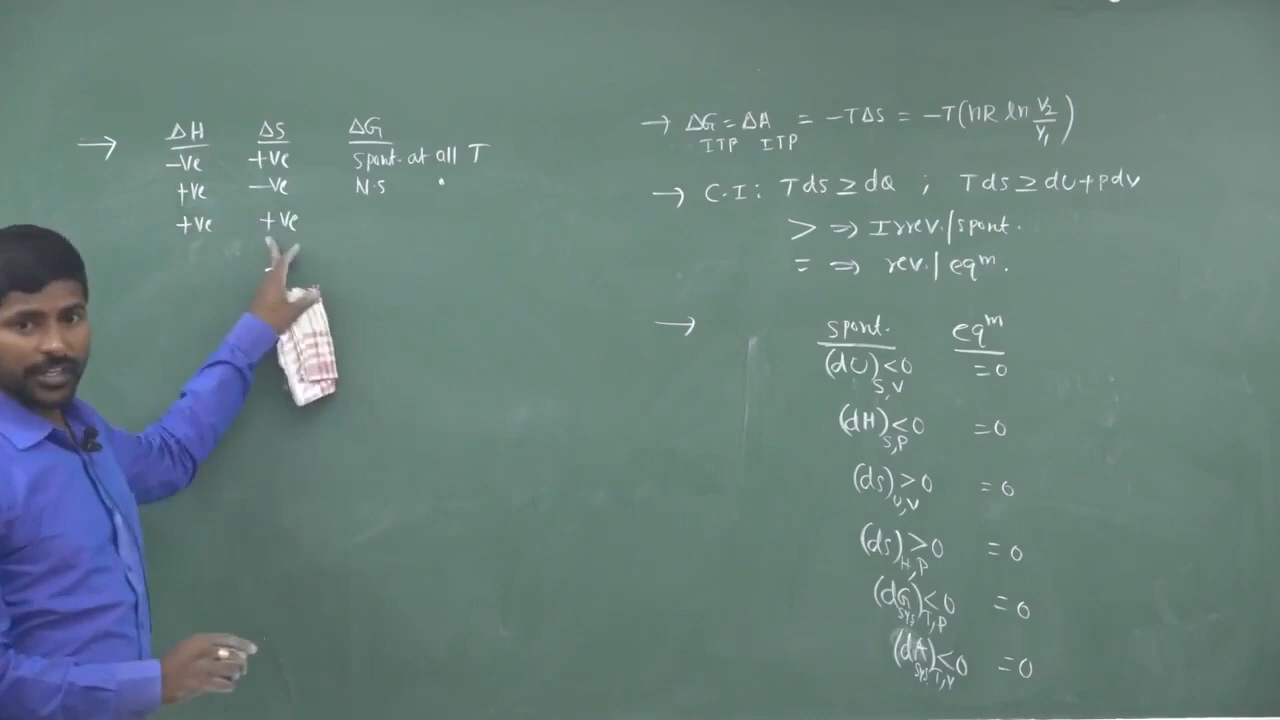 → ΔH ΔS ΔG
-ve +ve spont. at all T
+ve -ve N.S
+ve +ve
→ ΔG = ΔA = -TΔS = -T(nR ln V2/V1)
ITP ITP
→ C.I: Tds ≥ dQ ; Tds ≥ dU+pdv
> ⇒ Irrev./spont.
= ⇒ rev./eqm.
→ spont. eqm
(dU)S,V <0 =0
(dH)S,P <0 =0
(ds)U,V >0 =0
(ds)H,P >0 =0
(dG)sys T,P <0 =0
(dA)sys T,V <0 =0